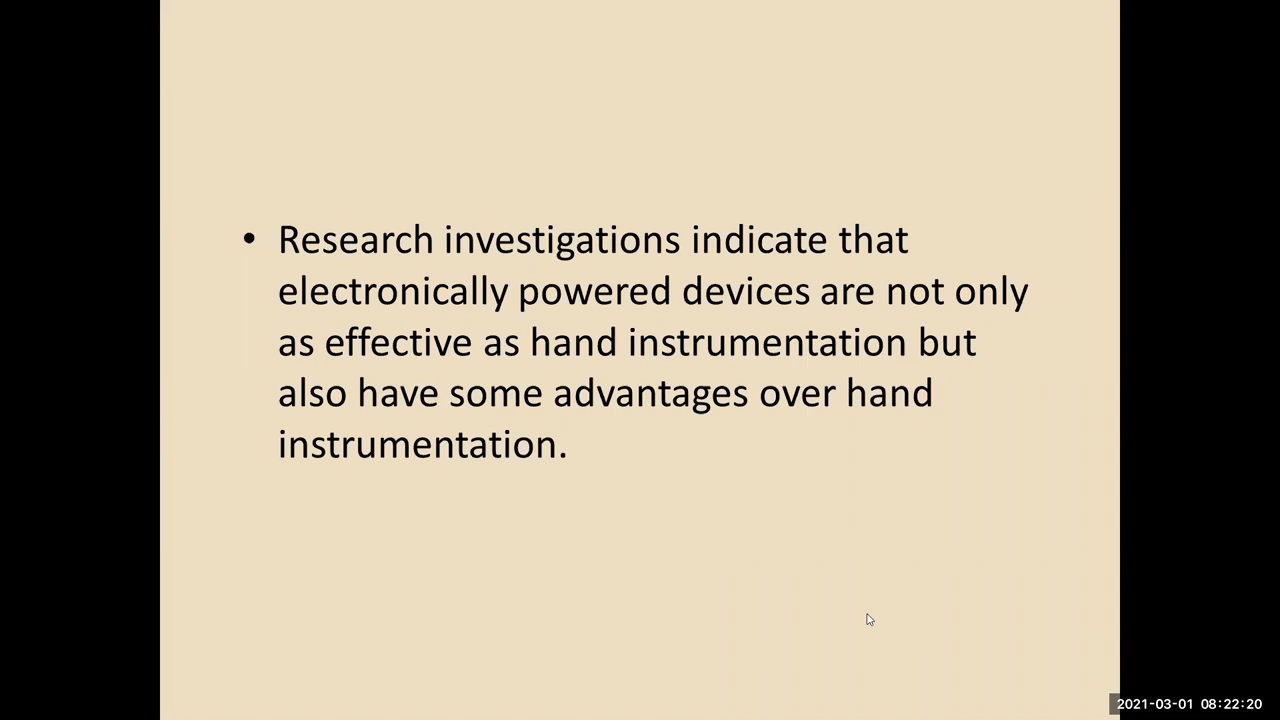 • Research investigations indicate that
electronically powered devices are not only
as effective as hand instrumentation but
also have some advantages over hand
instrumentation.
2021-03-01 08:22:20